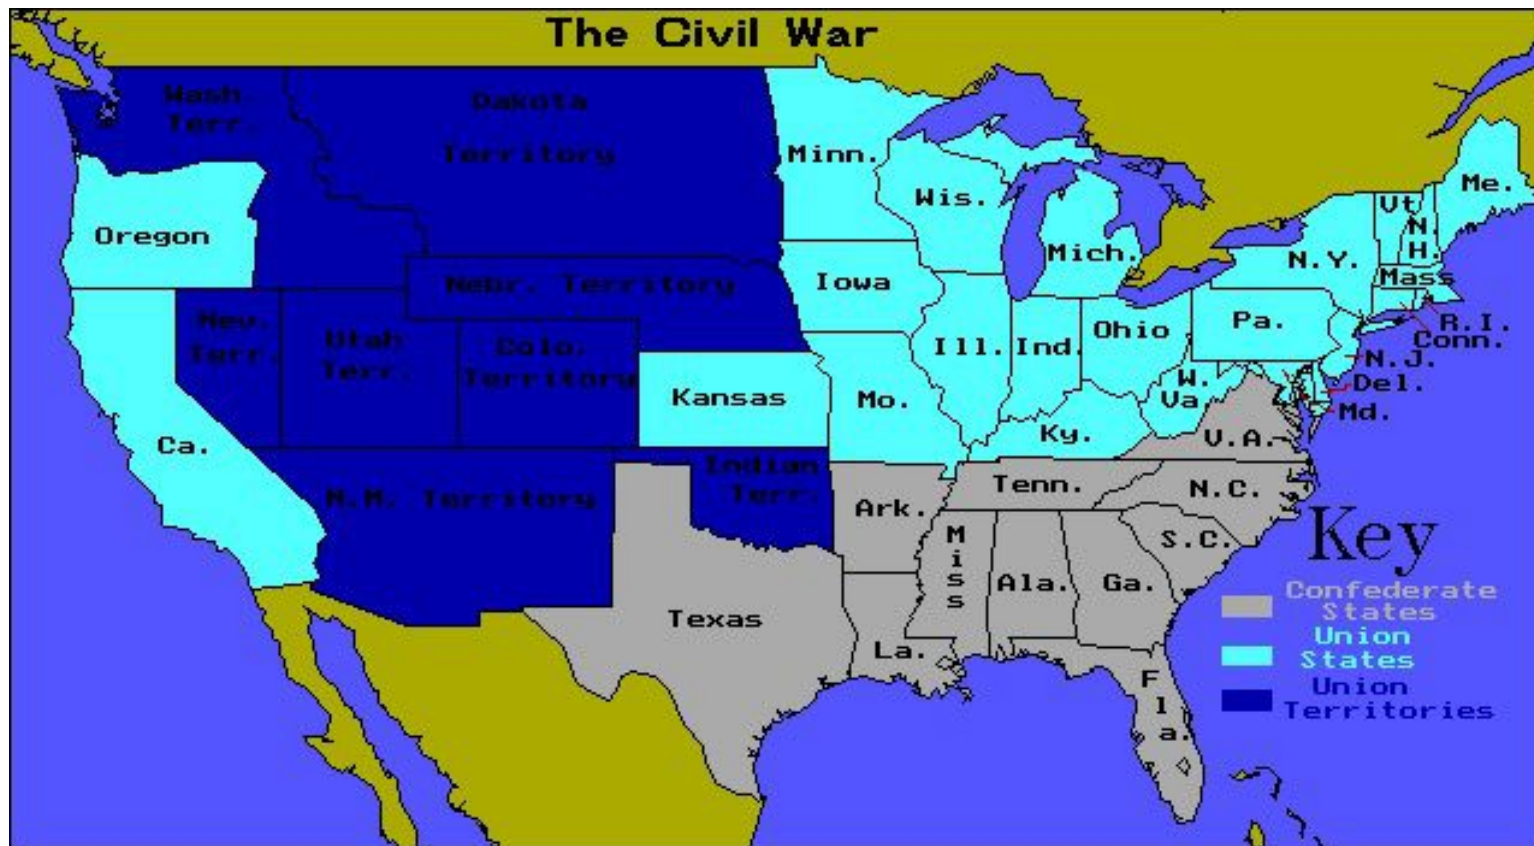 The Civil War
Wash.
Terr.
Dakota
Territory
Minn.
Wis.
Mich.
Me.
Vt
N.
H.
Oregon
N.Y.
Mass
Nebr. Territory
Iowa
Nev.
Terr.
Utah
Terr.
Colo.
Territory
Ill.
Ind.
Ohio
Pa.
R.I.
Conn.
N.J.
Del.
Md.
Kansas
Mo.
W.
Va
Ca.
Ky.
V.A.
N.M. Territory
Indian
Terr.
Ark.
Tenn.
N.C.
S.C.
M
i
s
s
Ala.
Ga.
Texas
La.
F
l
a.
Key
Confederate
States
Union
States
Union
Territories